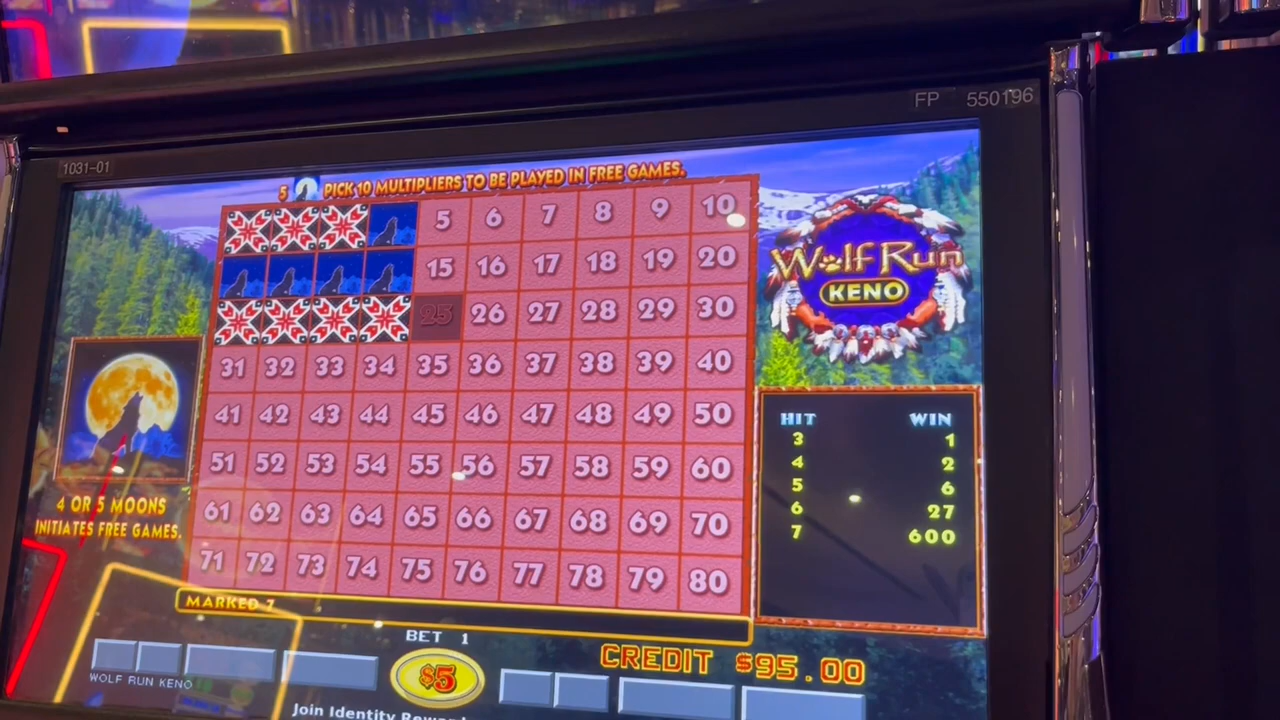 FP 550196
1031-01
5 PICK 10 MULTIPLIERS TO BE PLAYED IN FREE GAMES.
5 6 7 8 9 10
15 16 17 18 19 20
25 26 27 28 29 30
31 32 33 34 35 36 37 38 39 40
41 42 43 44 45 46 47 48 49 50
51 52 53 54 55 56 57 58 59 60
61 62 63 64 65 66 67 68 69 70
71 72 73 74 75 76 77 78 79 80
Wolf Run
KENO
HIT WIN
3 1
4 2
5 6
6 27
7 600
4 OR 5 MOONS
INITIATES FREE GAMES.
MARKED 7
BET 1
$5
CREDIT $95.00
WOLF RUN KENO
Join Identity